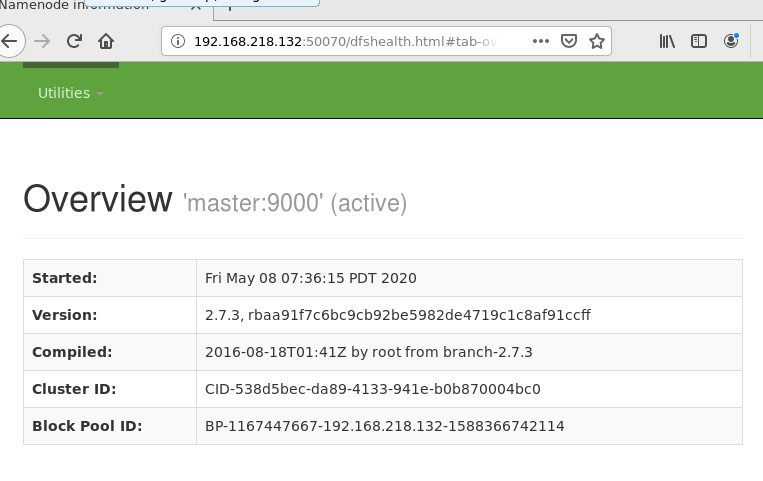 Namenode information
192.168.218.132:50070/dfshealth.html#tab-ov
Utilities
Overview 'master:9000' (active)
Started: Fri May 08 07:36:15 PDT 2020
Version: 2.7.3, rbaa91f7c6bc9cb92be5982de4719c1c8af91ccff
Compiled: 2016-08-18T01:41Z by root from branch-2.7.3
Cluster ID: CID-538d5bec-da89-4133-941e-b0b870004bc0
Block Pool ID: BP-1167447667-192.168.218.132-1588366742114